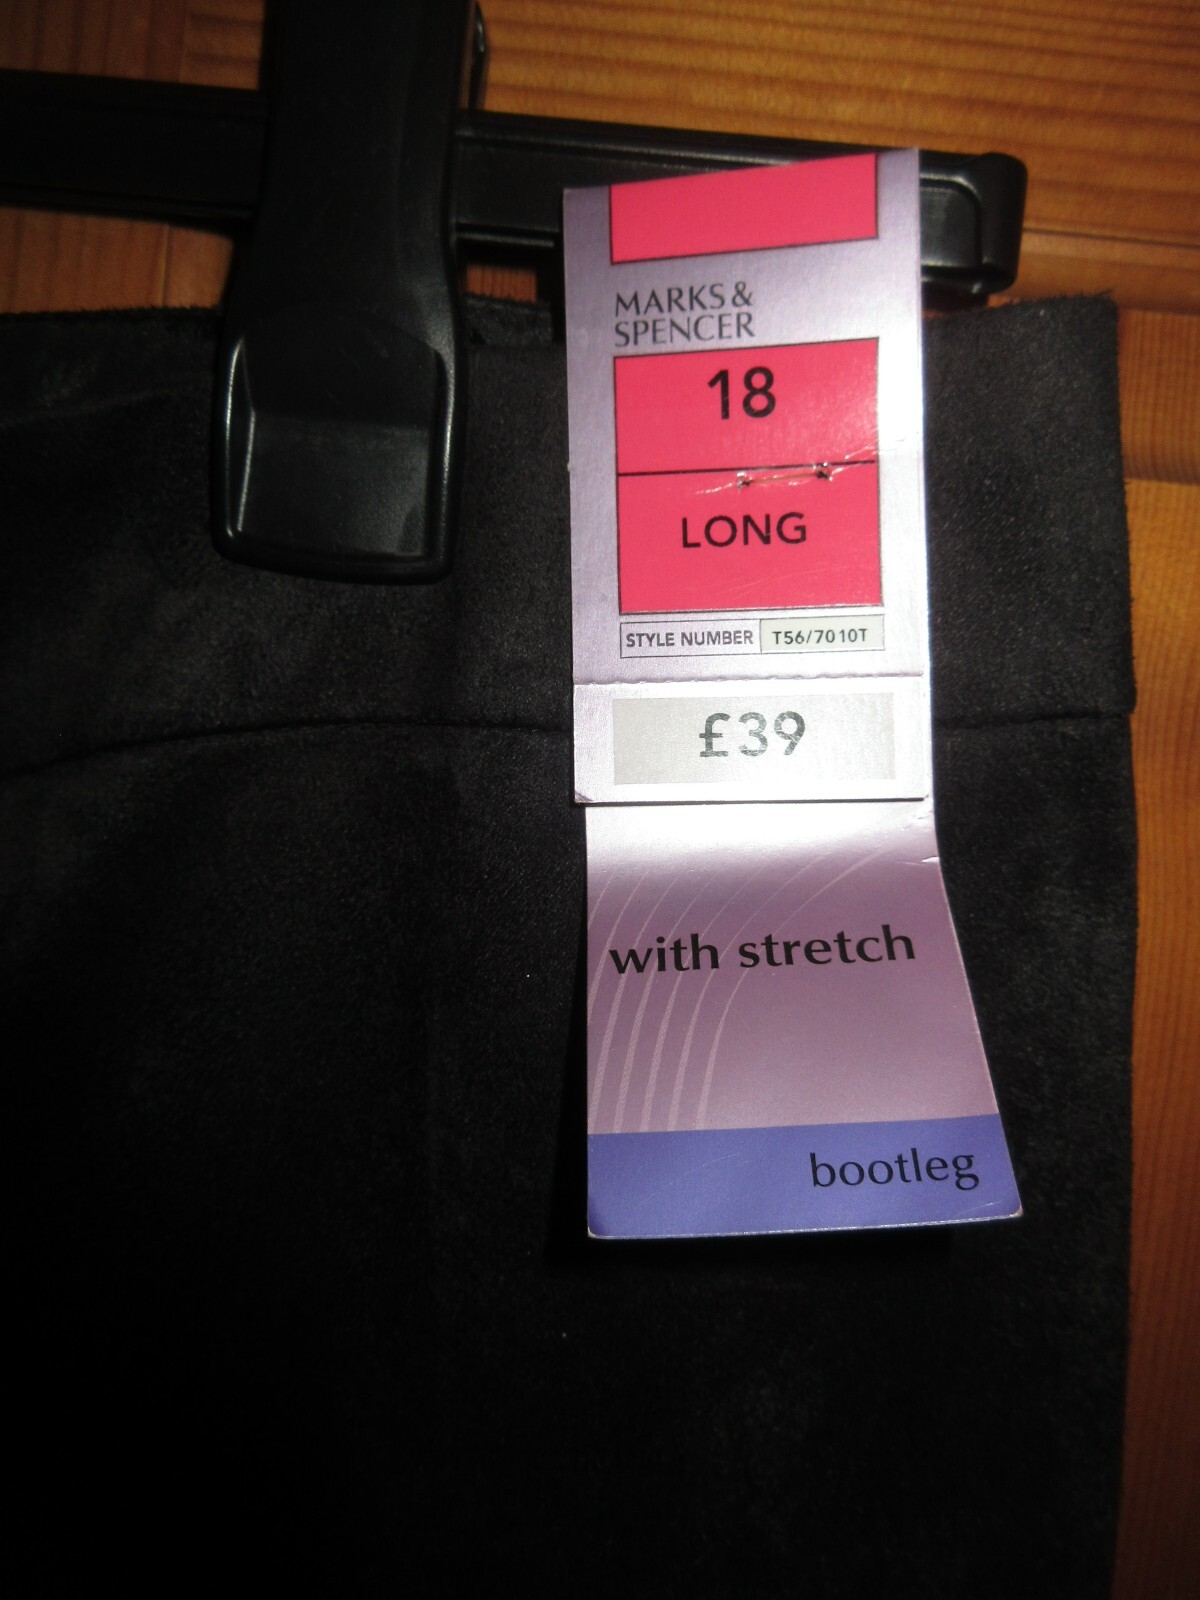 MARKS &
SPENCER
18
LONG
STYLE NUMBER T56/7010T
£39
with stretch
bootleg